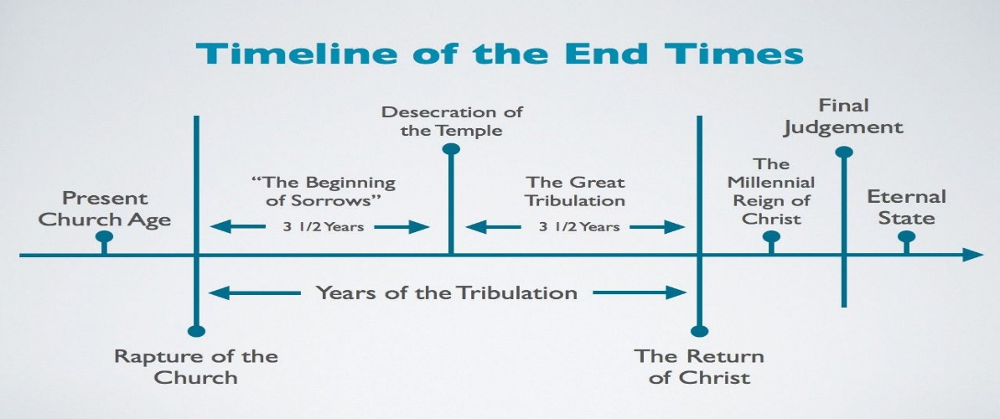 Timeline of the End Times
Present
Church Age
Rapture of the
Church
"The Beginning
of Sorrows"
3 1/2 Years
Desecration of
the Temple
The Great
Tribulation
3 1/2 Years
Years of the Tribulation
The Return
of Christ
The
Millennial
Reign of
Christ
Final
Judgement
Eternal
State